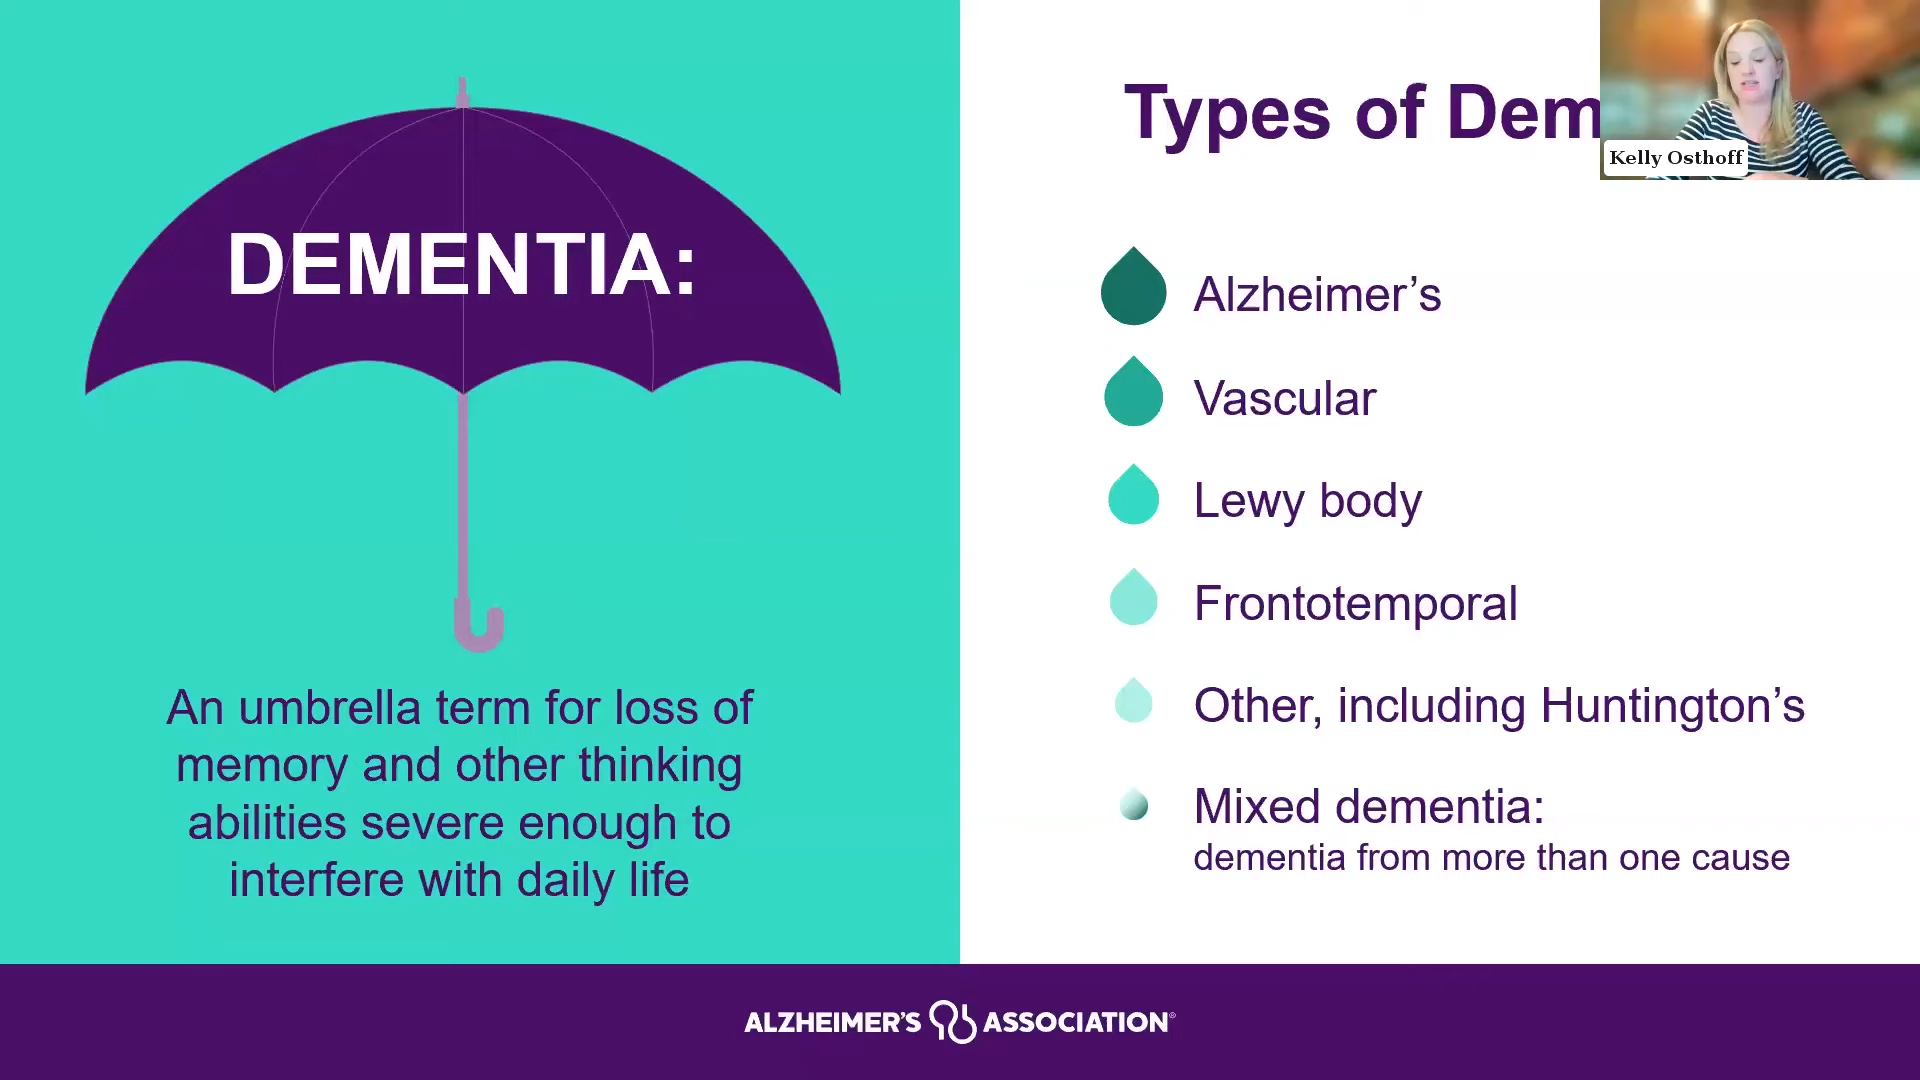 DEMENTIA:
An umbrella term for loss of
memory and other thinking
abilities severe enough to
interfere with daily life
Types of Dem
Kelly Osthoff
Alzheimer’s
Vascular
Lewy body
Frontotemporal
Other, including Huntington’s
Mixed dementia:
dementia from more than one cause
ALZHEIMER’S ASSOCIATION®